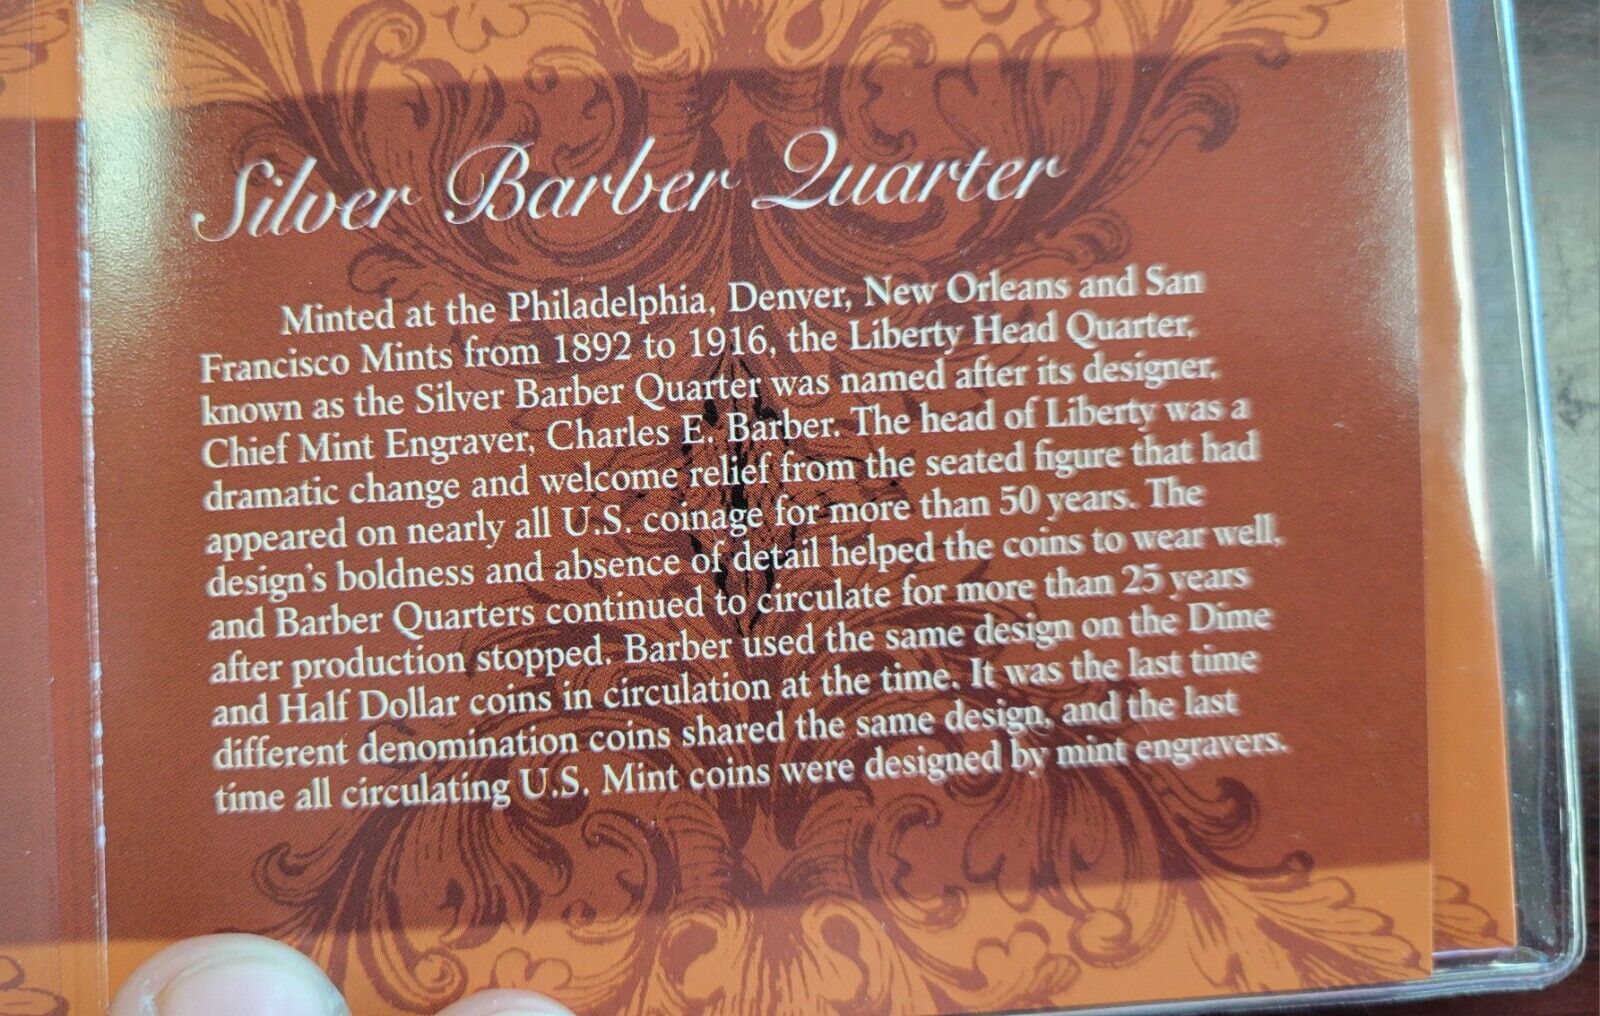 Silver Barber Quarter
Minted at the Philadelphia, Denver, New Orleans and San
Francisco Mints from 1892 to 1916, the Liberty Head Quarter,
known as the Silver Barber Quarter was named after its designer,
Chief Mint Engraver, Charles E. Barber. The head of Liberty was a
dramatic change and welcome relief from the seated figure that had
appeared on nearly all U.S. coinage for more than 50 years. The
design's boldness and absence of detail helped the coins to wear well,
and Barber Quarters continued to circulate for more than 25 years
after production stopped. Barber used the same design on the Dime
and Half Dollar coins in circulation at the time. It was the last time
different denomination coins shared the same design, and the last
time all circulating U.S. Mint coins were designed by mint engravers.